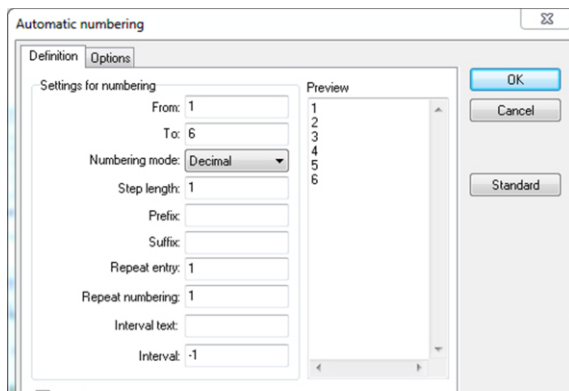 Automatic numbering
Definition
Options
Settings for numbering
From: 1
To: 6
Numbering mode: Decimal
Step length: 1
Prefix:
Suffix:
Repeat entry: 1
Repeat numbering: 1
Interval text:
Interval: -1
Preview
1
2
3
4
5
6
OK
Cancel
Standard